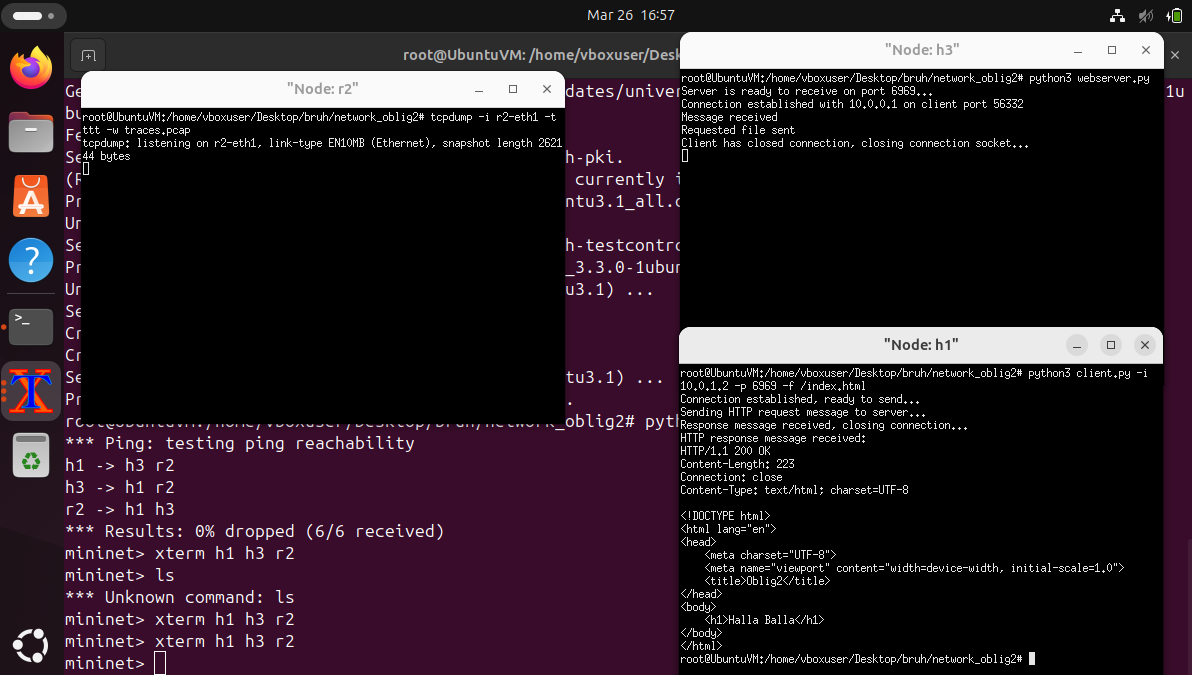 Mar 26  16:57
root@UbuntuVM: /home/vboxuser/Desk
"Node: h3"
root@UbuntuVM:/home/vboxuser/Desktop/bruh/network_oblig2# python3 webserver.py
Server is ready to receive on port 6969...
Connection established with 10.0.0.1 on client port 56332
Message received
Requested file sent
Client has closed connection, closing connection socket...
"Node: r2"
root@UbuntuVM:/home/vboxuser/Desktop/bruh/network_oblig2# tcpdump -i r2-eth1 -t
ttt -w traces.pcap
tcpdump: listening on r2-eth1, link-type EN10MB (Ethernet), snapshot length 2621
44 bytes
"Node: h1"
root@UbuntuVM:/home/vboxuser/Desktop/bruh/network_oblig2# python3 client.py -i
10.0.1.2 -p 6969 -f /index.html
Connection established, ready to send...
Sending HTTP request message to server...
Response message received, closing connection...
HTTP response message received:
HTTP/1.1 200 OK
Content-Length: 223
Connection: close
Content-Type: text/html; charset=UTF-8
<!DOCTYPE html>
<html lang="en">
<head>
    <meta charset="UTF-8">
    <meta name="viewport" content="width=device-width, initial-scale=1.0">
    <title>Oblig2</title>
</head>
<body>
    <h1>Halla Balla</h1>
</body>
</html>
root@UbuntuVM:/home/vboxuser/Desktop/bruh/network_oblig2#
Ge dates/univer 1u
bu
Fe
Se h-pki.
(R currently i
Pr ntu3.1_all.d
Un
Se h-testcontro
Pr _3.3.0-1ubun
Un u3.1) ...
Se
Cr
Cr
Se tu3.1) ...
Pr .
root@UbuntuVM:/home/vboxuser/Desktop/bruh/network_oblig2# pyth
*** Ping: testing ping reachability
h1 -> h3 r2
h3 -> h1 r2
r2 -> h1 h3
*** Results: 0% dropped (6/6 received)
mininet> xterm h1 h3 r2
mininet> ls
*** Unknown command: ls
mininet> xterm h1 h3 r2
mininet> xterm h1 h3 r2
mininet>